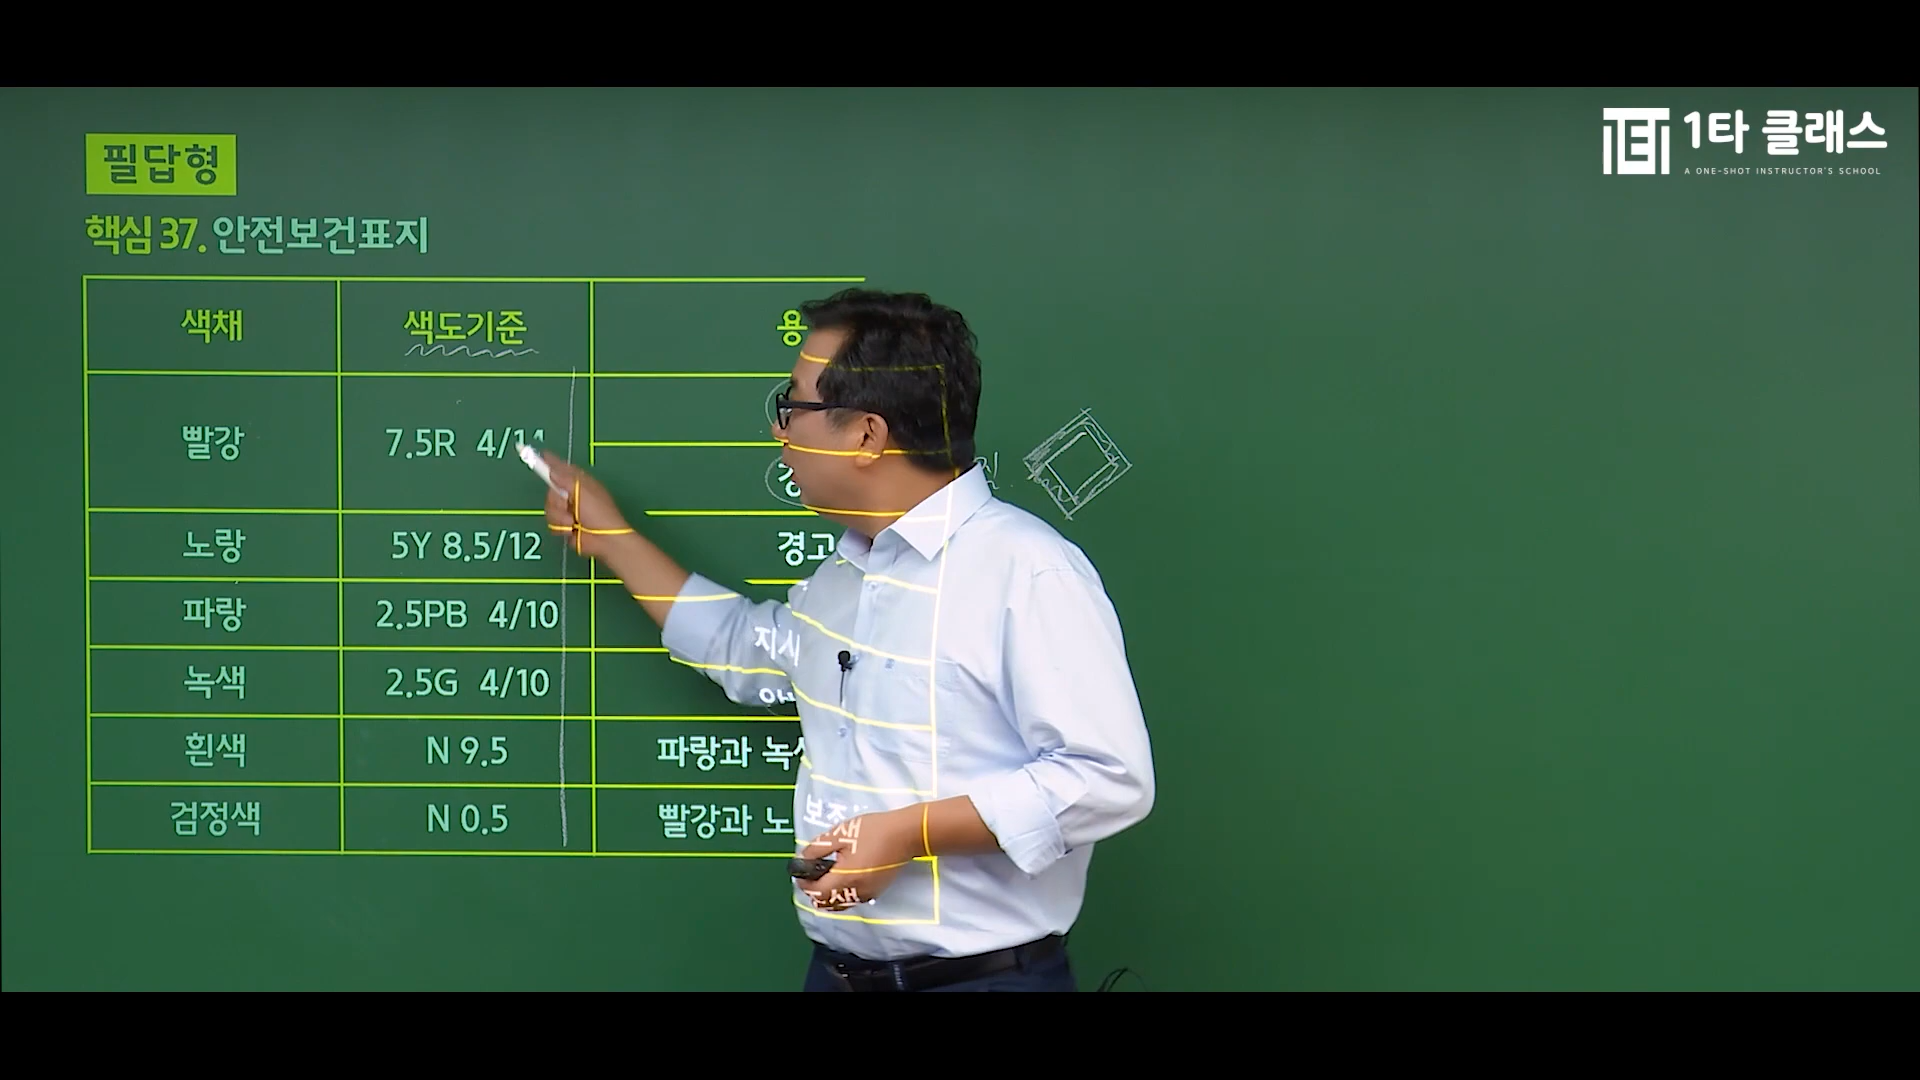 1타 클래스
A ONE-SHOT INSTRUCTOR'S SCHOOL
필답형
핵심 37. 안전보건표지
색채 색도기준 용
빨강 7.5R 4/14
노랑 5Y 8.5/12 경고
파랑 2.5PB 4/10 지시
녹색 2.5G 4/10
흰색 N 9.5 파랑과
검정색 N 0.5 빨강과